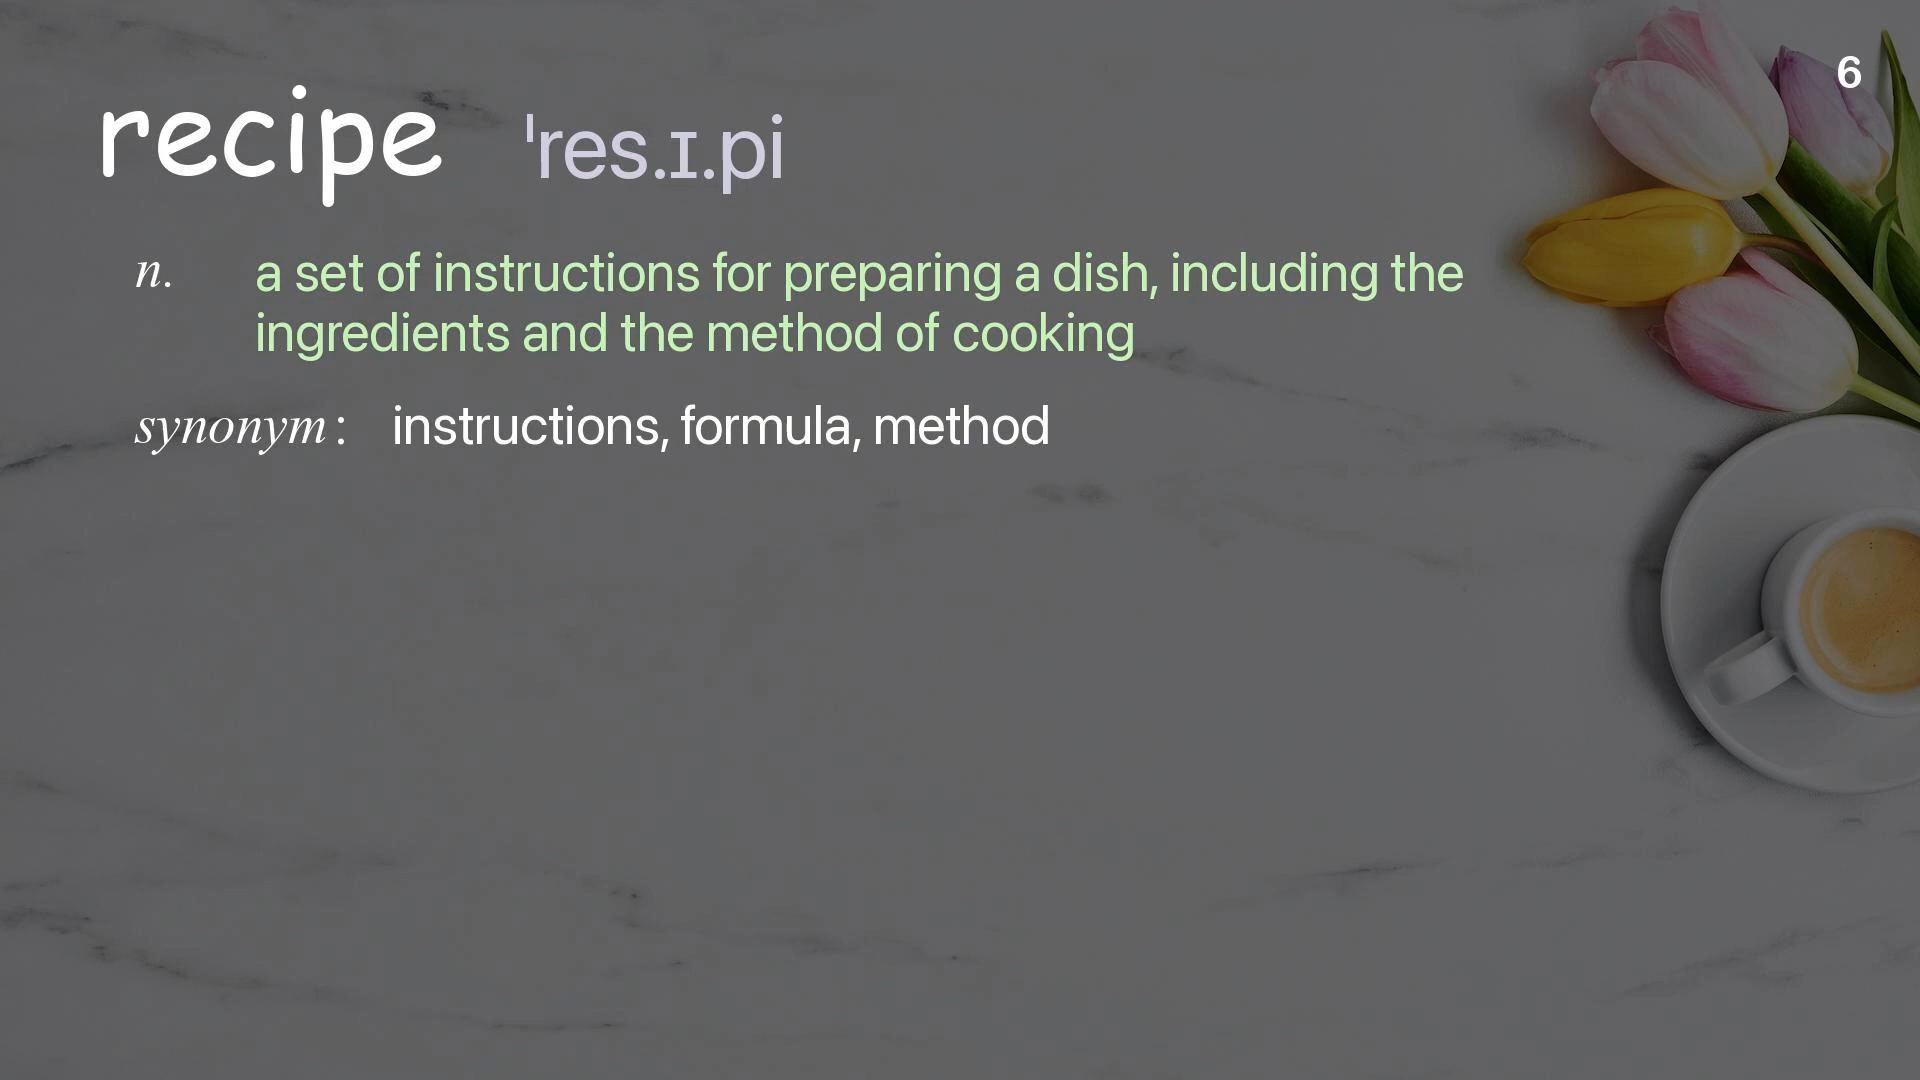 6
recipe ˈres.ɪ.pi
n. a set of instructions for preparing a dish, including the
ingredients and the method of cooking
synonym: instructions, formula, method